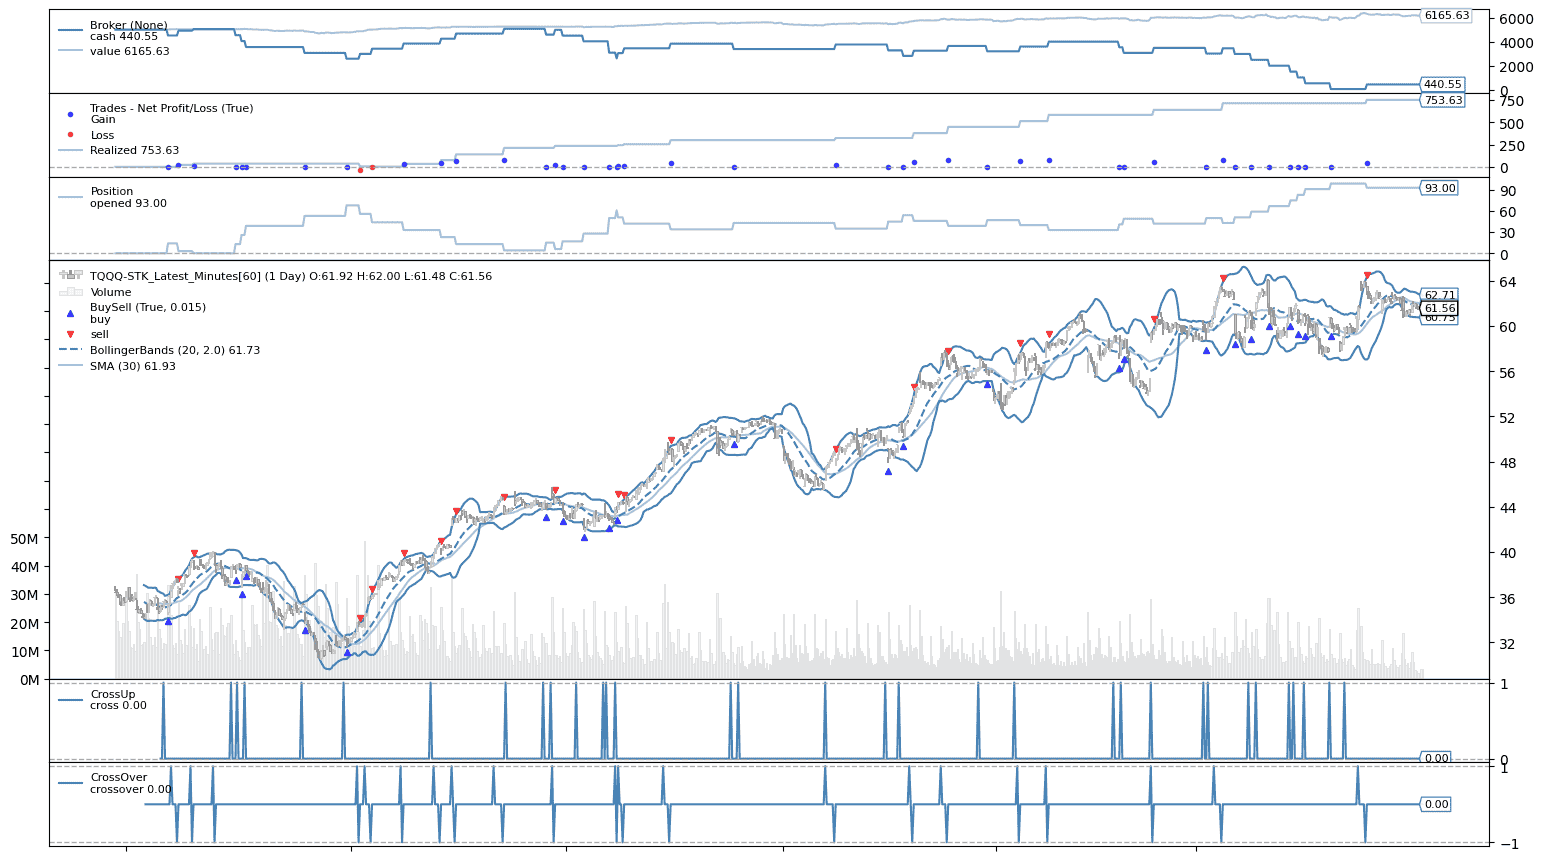 Broker (None)
cash 440.55
value 6165.63
6165.63
6000
4000
2000
440.55
0
Trades - Net Profit/Loss (True)
Gain
Loss
Realized 753.63
753.63
750
500
250
0
Position
opened 93.00
93.00
90
60
30
0
TQQQ-STK_Latest_Minutes[60] (1 Day) O:61.92 H:62.00 L:61.48 C:61.56
Volume
BuySell (True, 0.015)
buy
sell
BollingerBands (20, 2.0) 61.73
SMA (30) 61.93
64
62.71
61.56
60.75
60
56
52
48
44
40
36
32
50M
40M
30M
20M
10M
0M
CrossUp
cross 0.00
1
0.00
0
CrossOver
crossover 0.00
1
0.00
−1